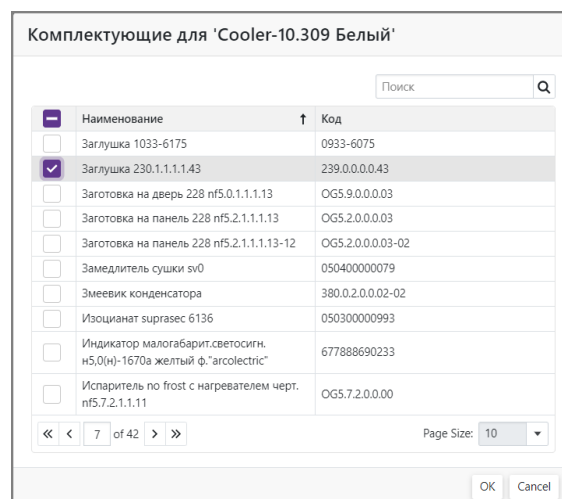 Комплектующие для 'Cooler-10.309 Белый'
Поиск
Наименование ↑ Код
Заглушка 1033-6175 0933-6075
Заглушка 230.1.1.1.1.43 239.0.0.0.0.43
Заготовка на дверь 228 nf5.0.1.1.1.13 OG5.9.0.0.0.03
Заготовка на панель 228 nf5.2.1.1.1.13 OG5.2.0.0.0.03
Заготовка на панель 228 nf5.2.1.1.1.13-12 OG5.2.0.0.0.03-02
Замедлитель сушки sv0 050400000079
Змеевик конденсатора 380.0.2.0.0.02-02
Изоцианат suprasec 6136 050300000993
Индикатор малогабарит.светосигн.
н5,0(н)-1670а желтый ф."arcolectric" 677888690233
Испаритель no frost с нагревателем черт.
nf5.7.2.1.1.11 OG5.7.2.0.0.00
7 of 42 Page Size: 10
OK Cancel